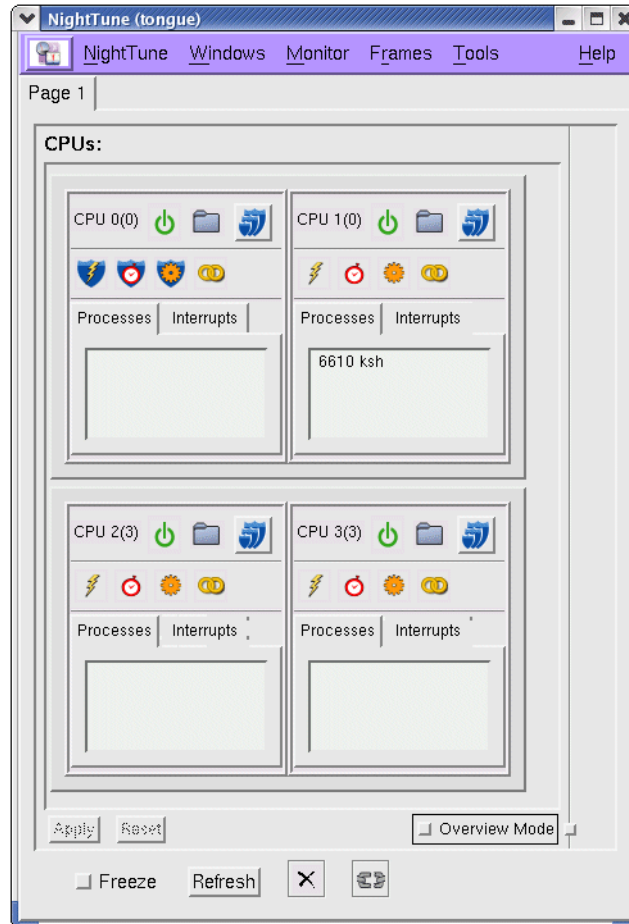 NightTune (tongue)
NightTune Windows Monitor Frames Tools Help
Page 1
CPUs:
CPU 0(0) CPU 1(0)
Processes Interrupts Processes Interrupts
6610 ksh
CPU 2(3) CPU 3(3)
Processes Interrupts Processes Interrupts
Apply Reset Overview Mode
Freeze Refresh